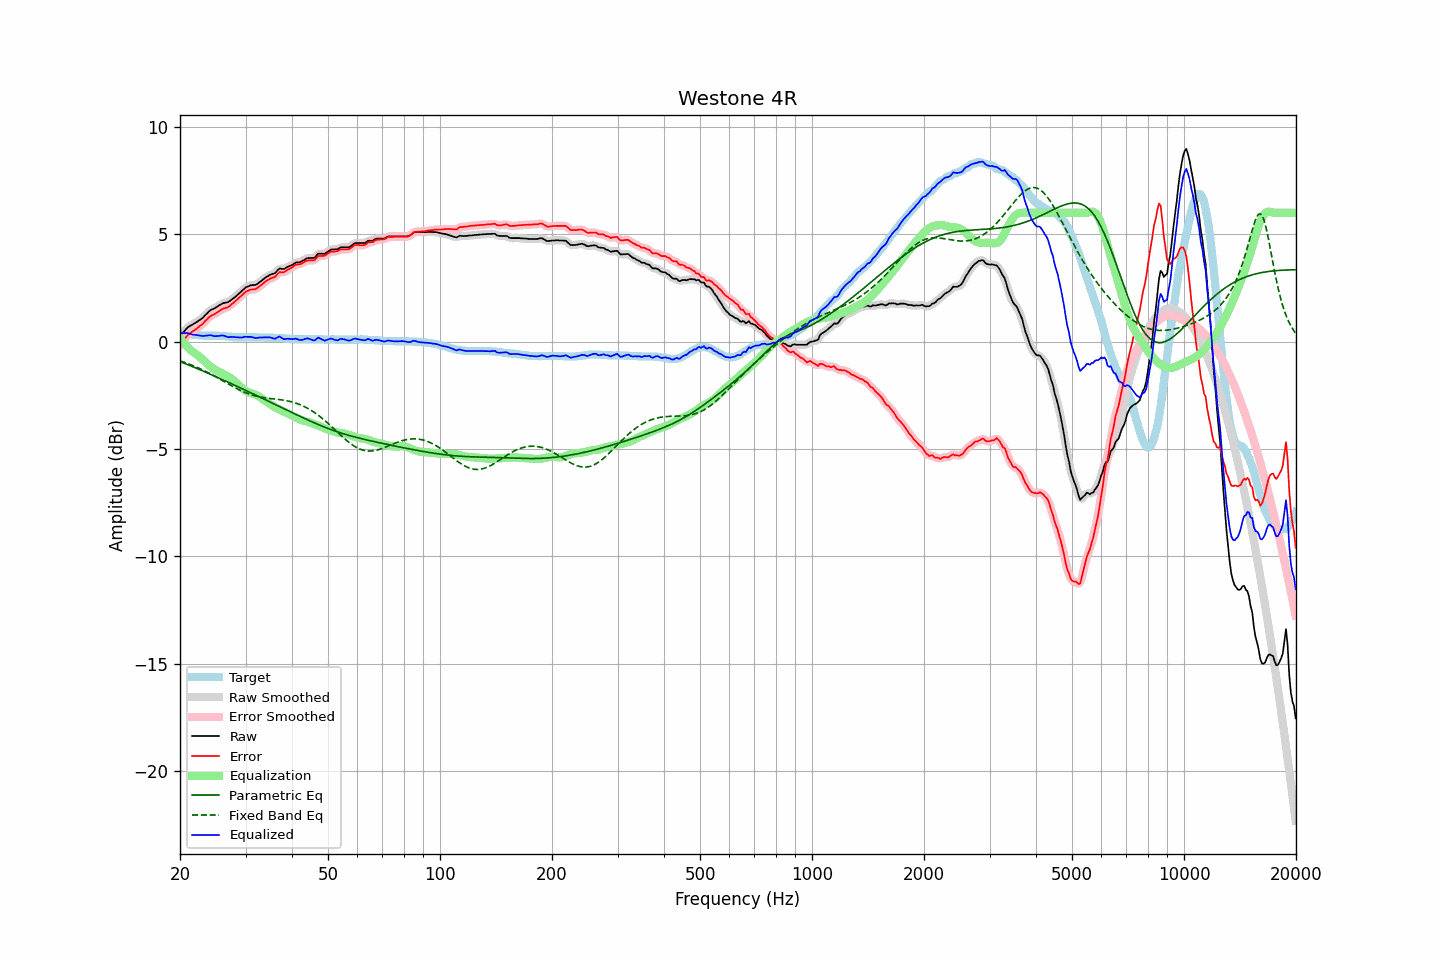 Westone 4R
Amplitude (dBr)
10
5
0
−5
−10
−15
−20
Target
Raw Smoothed
Error Smoothed
Raw
Error
Equalization
Parametric Eq
Fixed Band Eq
Equalized
20 50 100 200 500 1000 2000 5000 10000 20000
Frequency (Hz)